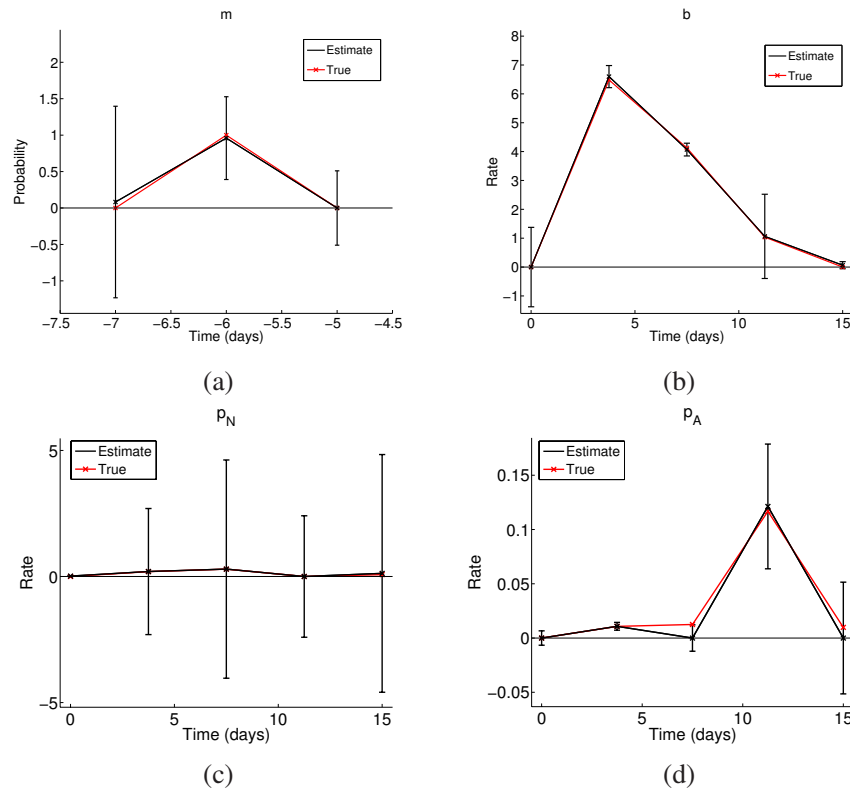 m
Probability
2
1.5
1
0.5
0
−0.5
−1
−7.5 −7 −6.5 −6 −5.5 −5 −4.5
Time (days)
Estimate
True
(a)
b
Rate
8
7
6
5
4
3
2
1
0
−1
0 5 10 15
Time (days)
Estimate
True
(b)
p_N
Rate
5
0
−5
0 5 10 15
Time (days)
Estimate
True
(c)
p_A
Rate
0.15
0.1
0.05
0
−0.05
0 5 10 15
Time (days)
Estimate
True
(d)